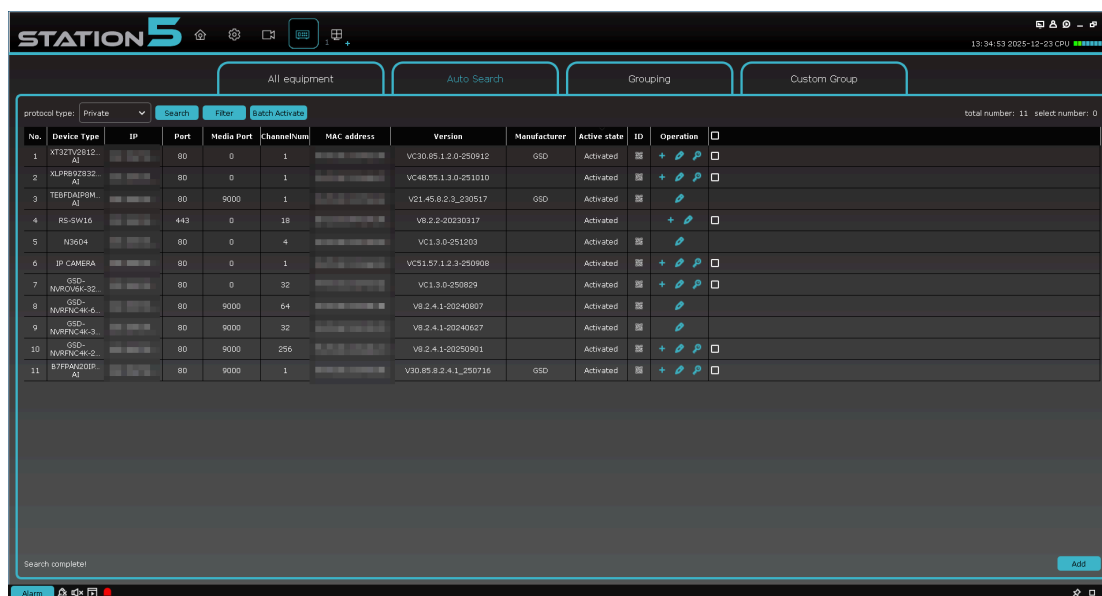 STATION5
1 +
13:34:53 2025-12-23 CPU
All equipment Auto Search Grouping Custom Group
protocol type: Private Search Filter Batch Activate total number: 11 select number: 0
No. Device Type IP Port Media Port ChannelNum MAC address Version Manufacturer Active state ID Operation
1 XT3ZTV2812... AI 80 0 1 VC30.85.1.2.0-250912 GSD Activated
2 XLPRB9Z832... AI 80 0 1 VC48.55.1.3.0-251010 Activated
3 TEBFDAIP8M... AI 80 9000 1 V21.45.8.2.3_230517 GSD Activated
4 RS-SW16 443 0 18 V8.2.2-20230317 Activated
5 N3604 80 0 4 VC1.3.0-251203 Activated
6 IP CAMERA 80 0 1 VC51.57.1.2.3-250908 Activated
7 GSD-NVROV6K-32... 80 0 32 VC1.3.0-250829 Activated
8 GSD-NVRFNC4K-6... 80 9000 64 V8.2.4.1-20240807 Activated
9 GSD-NVRFNC4K-3... 80 9000 32 V8.2.4.1-20240627 Activated
10 GSD-NVRFNC4K-2... 80 9000 256 V8.2.4.1-20250901 Activated
11 B7FPAN20IP... AI 80 9000 1 V30.85.8.2.4.1_250716 GSD Activated
Search complete! Add
Alarm